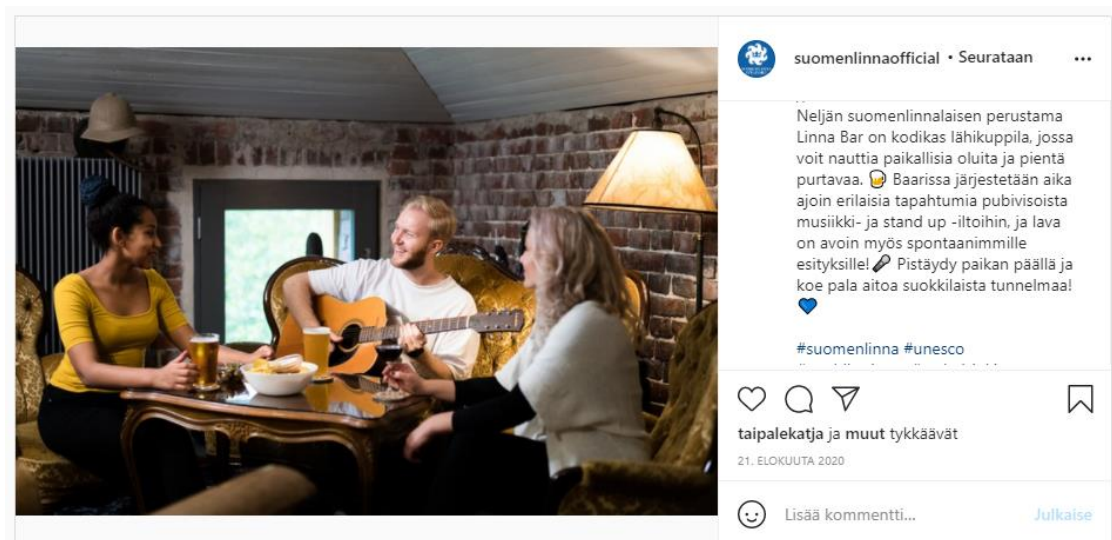 suomenlinnaofficial • Seurataan
Neljän suomenlinnalaisen perustama
Linna Bar on kodikas lähikuppila, jossa
voit nauttia paikallisia oluita ja pientä
purtavaa. 🍺 Baarissa järjestetään aika
ajoin erilaisia tapahtumia pubivisoista
musiikki- ja stand up -iltoihin, ja lava
on avoin myös spontaanimmille
esityksille!🎤 Pistäydy paikan päällä ja
koe pala aitoa suokkilaista tunnelmaa!
💙
#suomenlinna #unesco
taipalekatja ja muut tykkäävät
21. ELOKUUTA 2020
Lisää kommentti... Julkaise